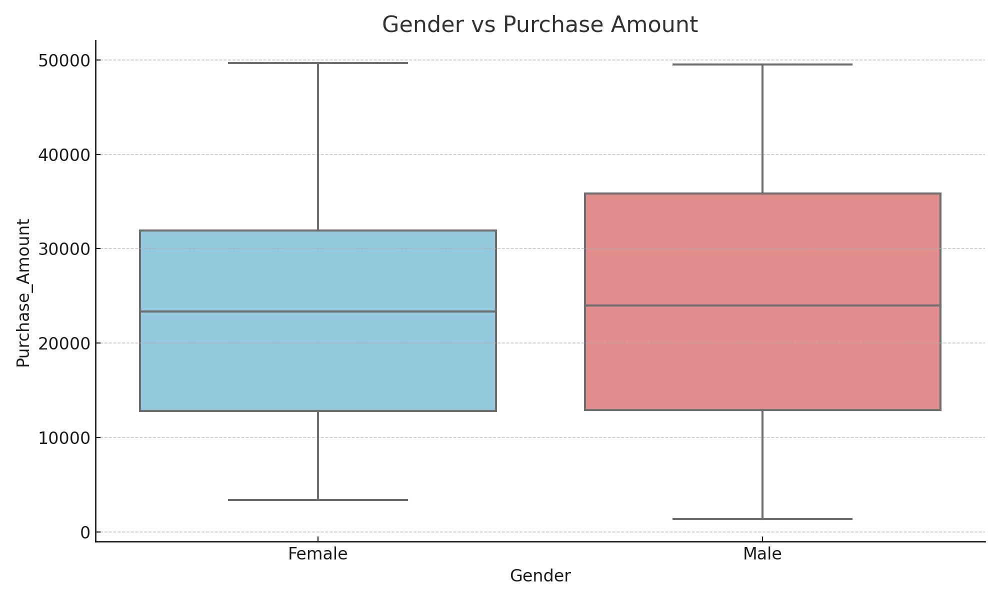 Gender vs Purchase Amount
Purchase_Amount
50000
40000
30000
20000
10000
0
Female
Male
Gender